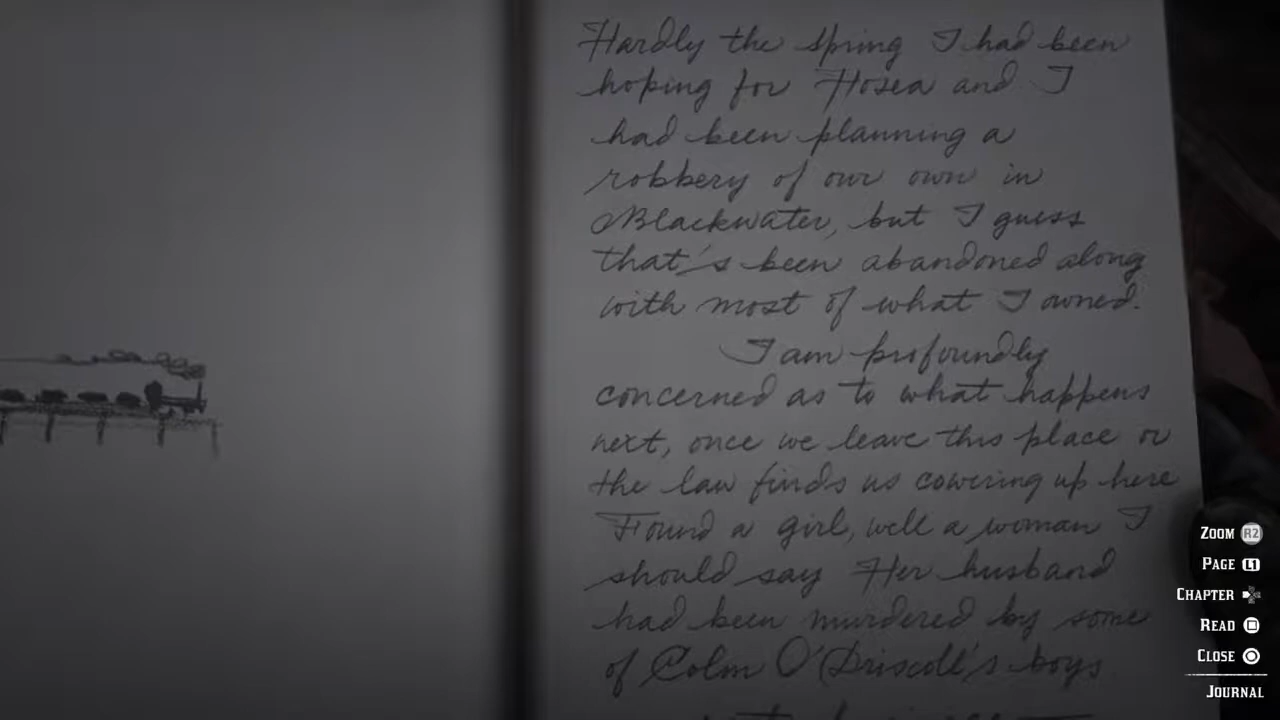 Hardly the spring I had been
hoping for Hosea and I
had been planning a
robbery of our own in
Blackwater, but I guess
that's been abandoned along
with most of what I owned.
I am profoundly
concerned as to what happens
next, once we leave this place or
the law finds us cowering up here
Found a girl, well a woman I
should say Her husband
had been murdered by some
of Colm O'Driscoll's boys
ZOOM R2
PAGE L1
CHAPTER
READ
CLOSE
JOURNAL